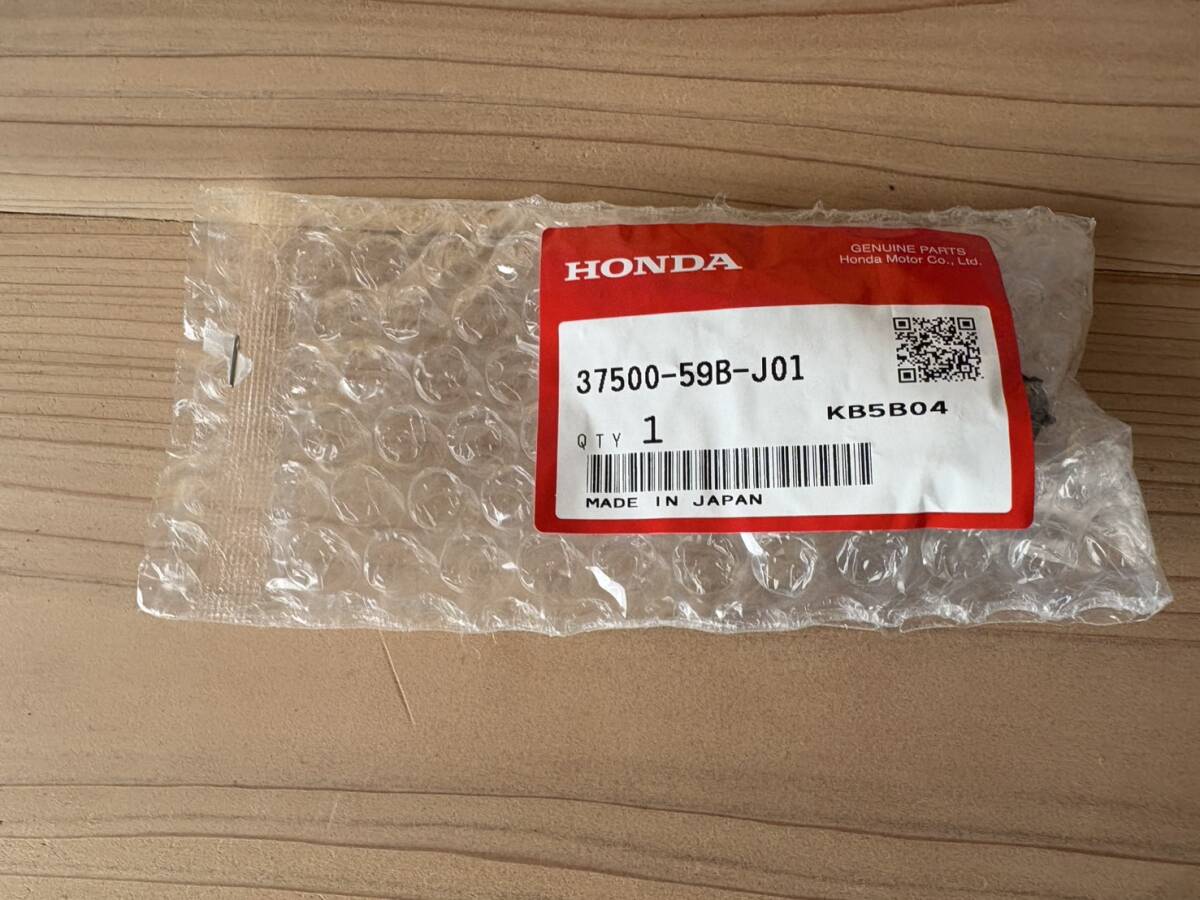 HONDA
GENUINE PARTS
Honda Motor Co., Ltd.
37500-59B-J01
KB5B04
QTY 1
MADE IN JAPAN